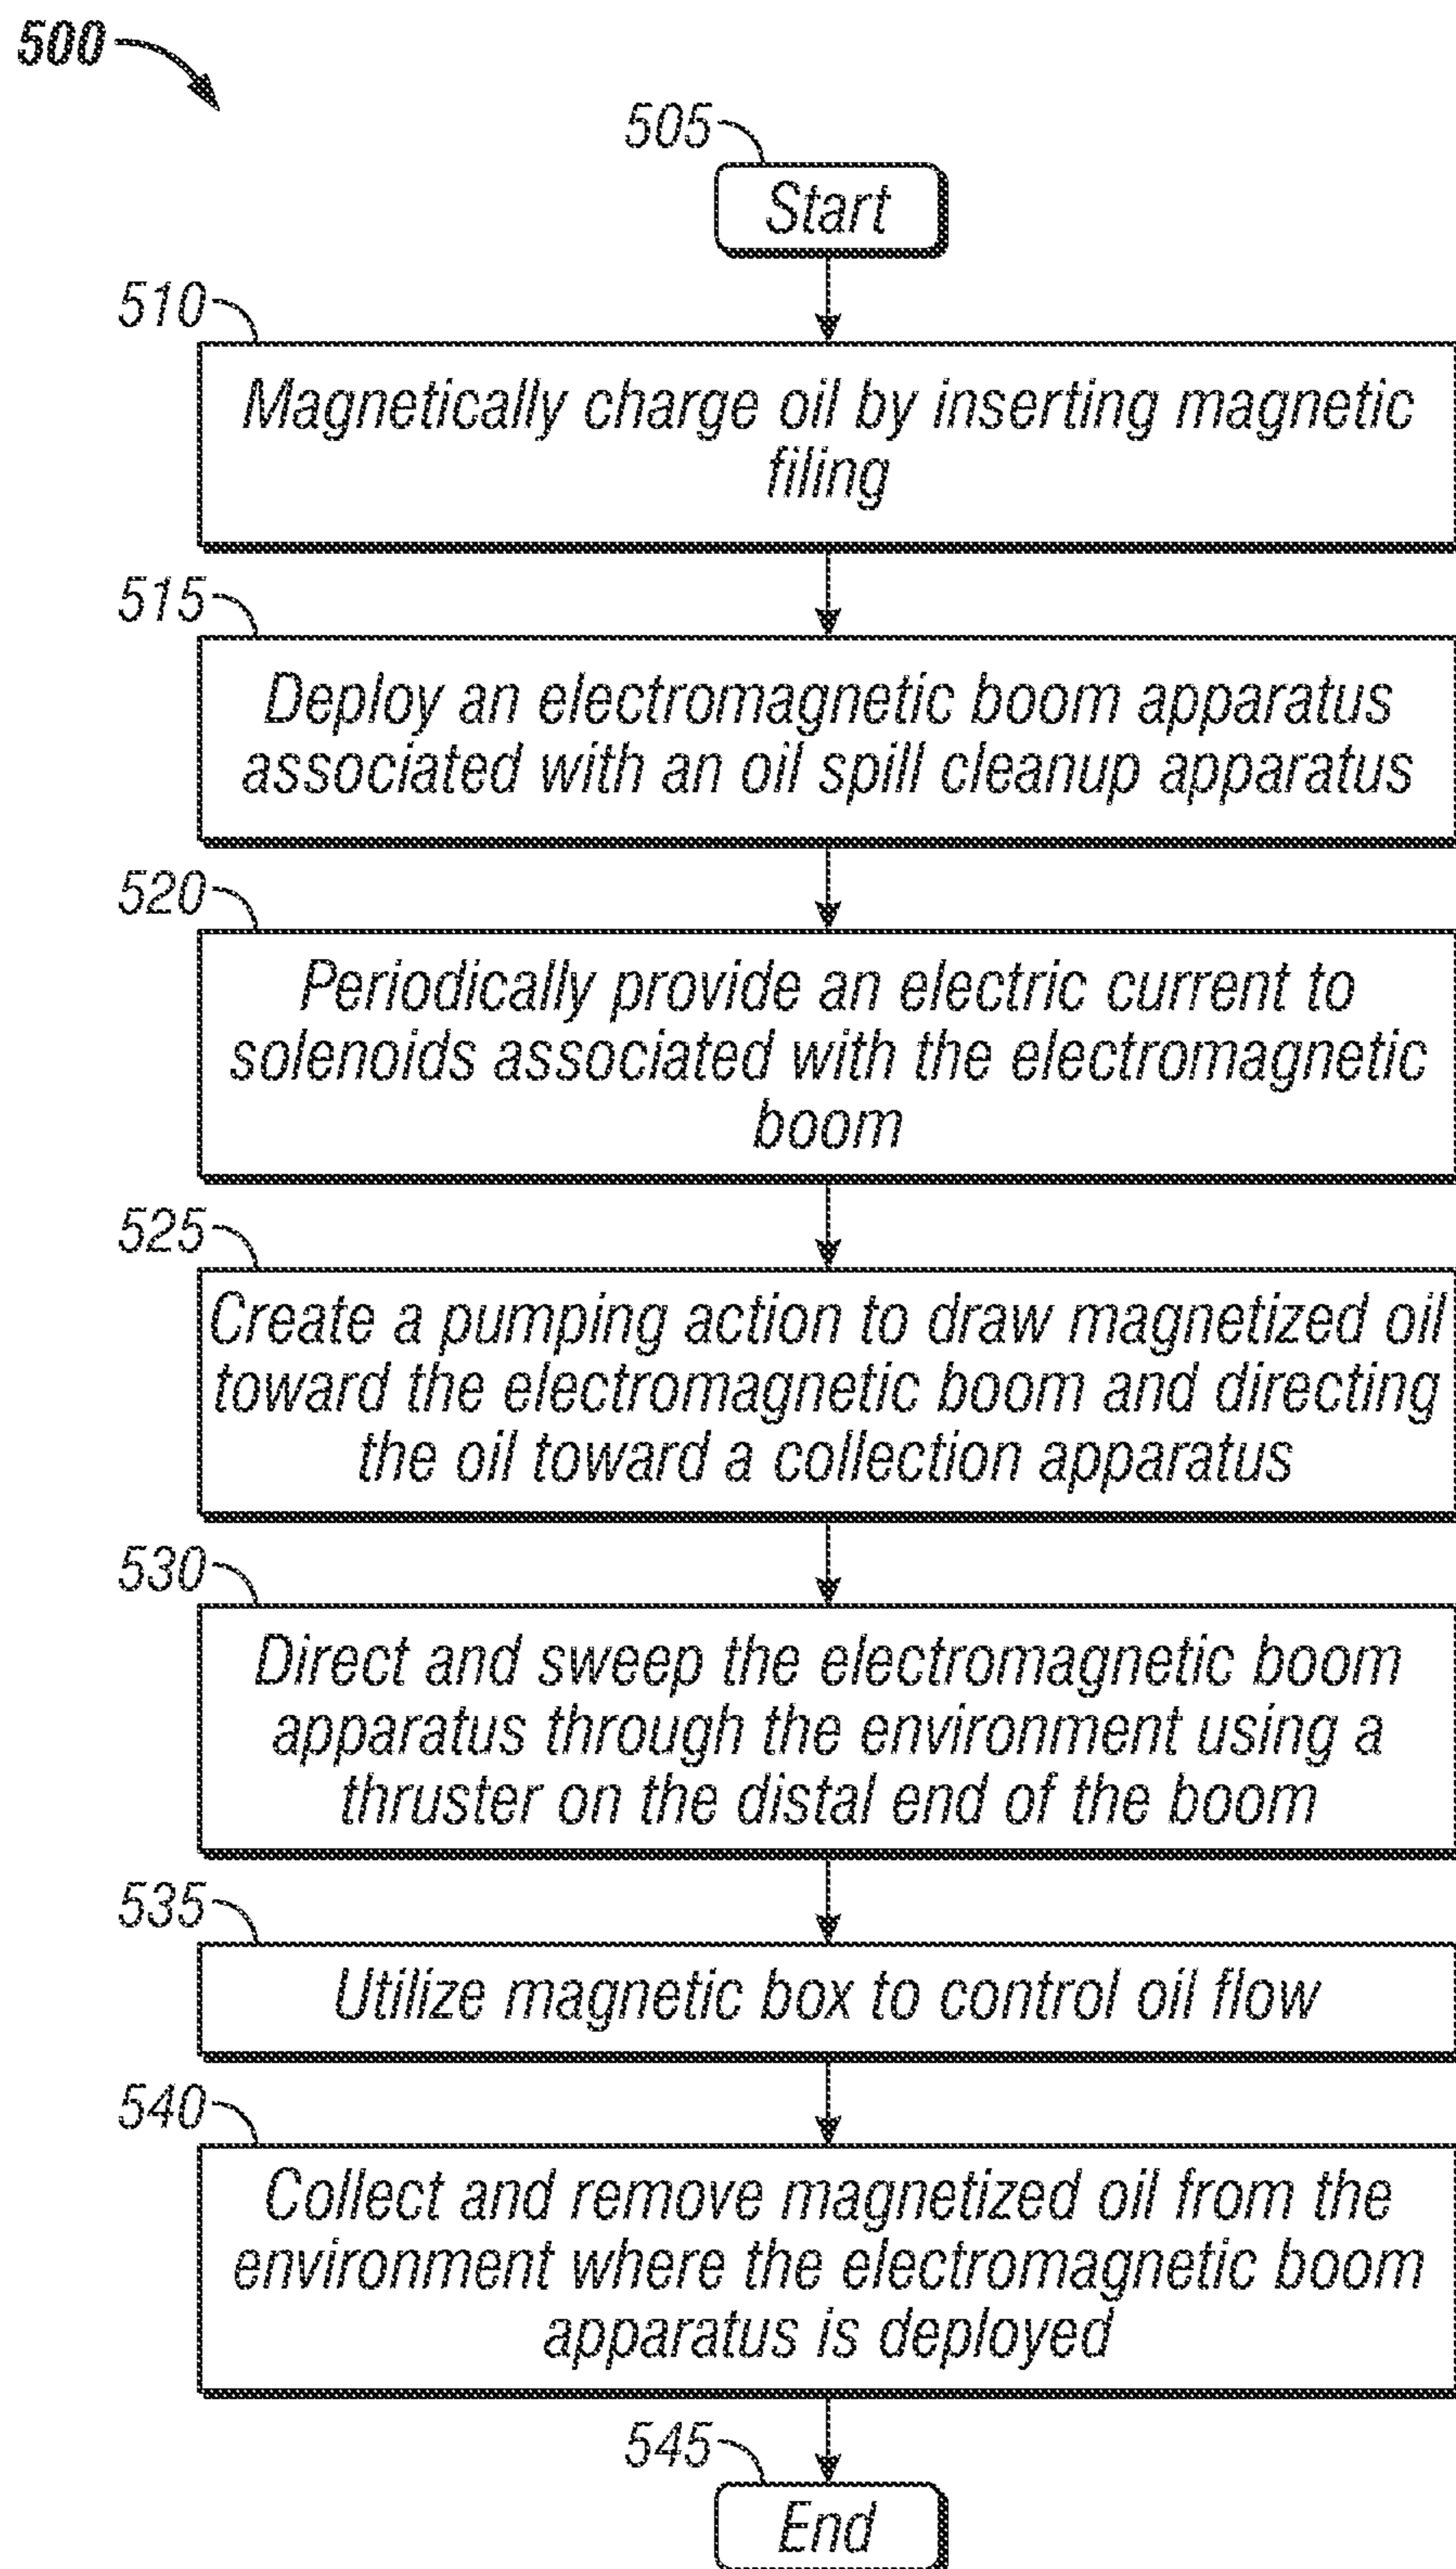 500
505
Start
510
Magnetically charge oil by inserting magnetic
filing
515
Deploy an electromagnetic boom apparatus
associated with an oil spill cleanup apparatus
520
Periodically provide an electric current to
solenoids associated with the electromagnetic
boom
525
Create a pumping action to draw magnetized oil
toward the electromagnetic boom and directing
the oil toward a collection apparatus
530
Direct and sweep the electromagnetic boom
apparatus through the environment using a
thruster on the distal end of the boom
535
Utilize magnetic box to control oil flow
540
Collect and remove magnetized oil from the
environment where the electromagnetic boom
apparatus is deployed
545
End